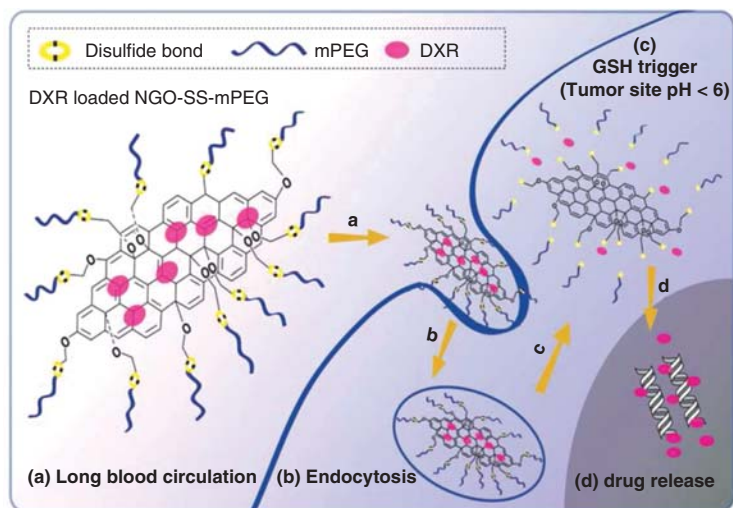 Disulfide bond mPEG DXR
DXR loaded NGO-SS-mPEG
(c)
GSH trigger
(Tumor site pH < 6)
a
b
c
d
(a) Long blood circulation
(b) Endocytosis
(d) drug release